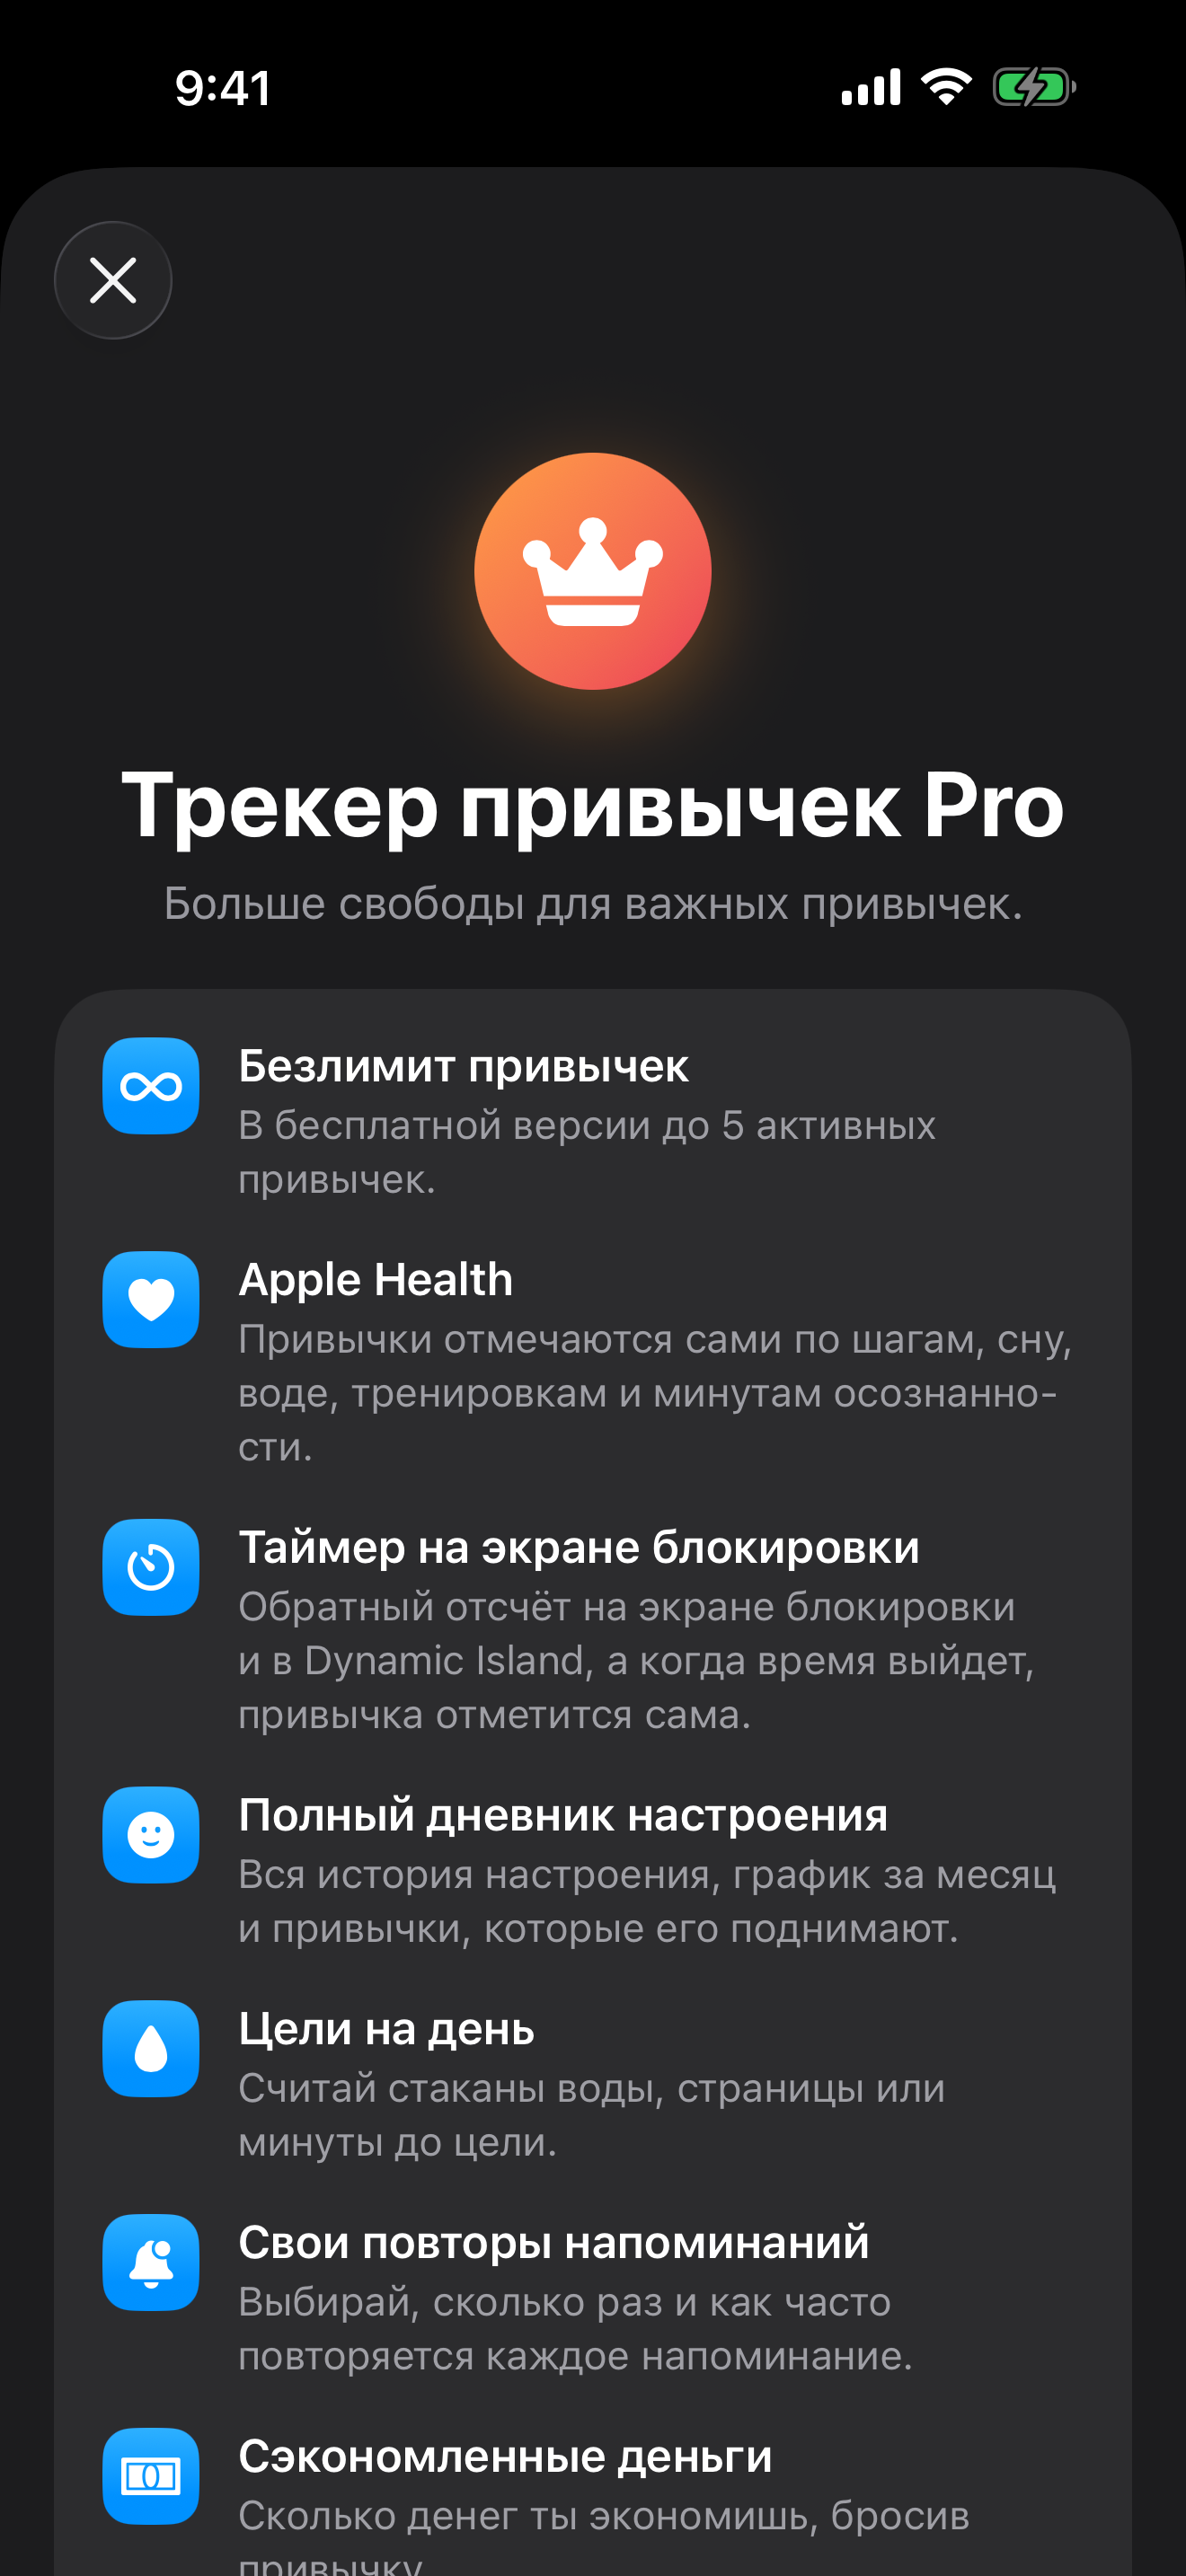 9:41
Трекер привычек Pro
Больше свободы для важных привычек.
Безлимит привычек
В бесплатной версии до 5 активных
привычек.
Apple Health
Привычки отмечаются сами по шагам, сну,
воде, тренировкам и минутам осознанно-
сти.
Таймер на экране блокировки
Обратный отсчёт на экране блокировки
и в Dynamic Island, а когда время выйдет,
привычка отметится сама.
Полный дневник настроения
Вся история настроения, график за месяц
и привычки, которые его поднимают.
Цели на день
Считай стаканы воды, страницы или
минуты до цели.
Свои повторы напоминаний
Выбирай, сколько раз и как часто
повторяется каждое напоминание.
Сэкономленные деньги
Сколько денег ты экономишь, бросив
привычку